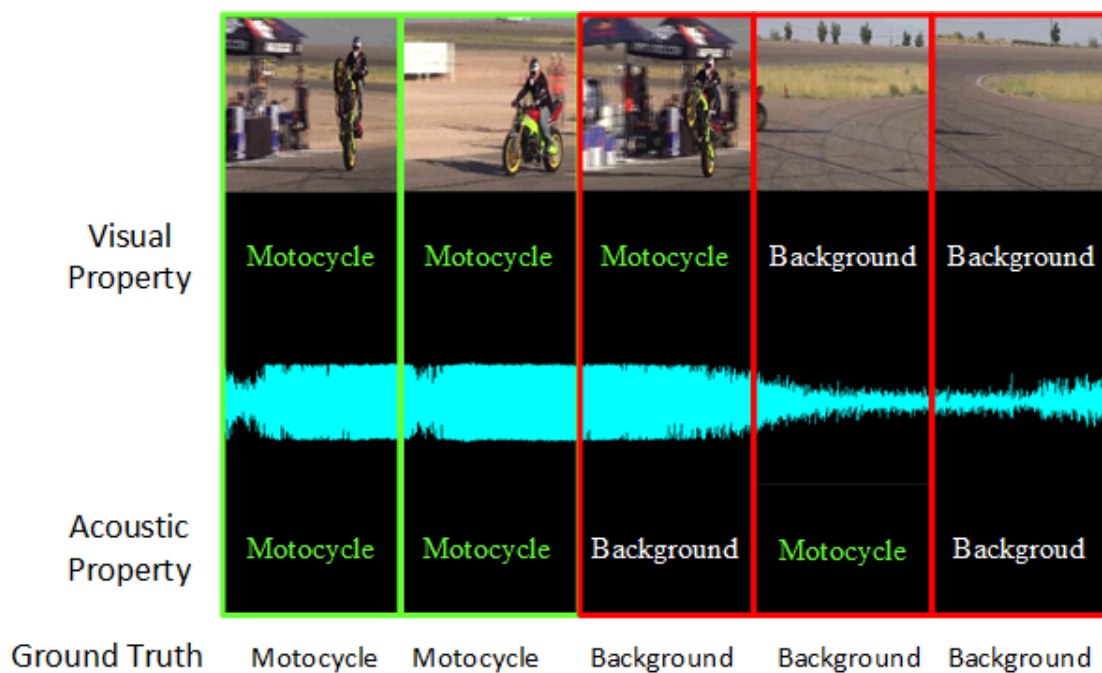 Visual
Property
Motocycle Motocycle Motocycle Background Background
Acoustic
Property
Motocycle Motocycle Background Motocycle Backgroud
Ground Truth Motocycle Motocycle Background Background Background